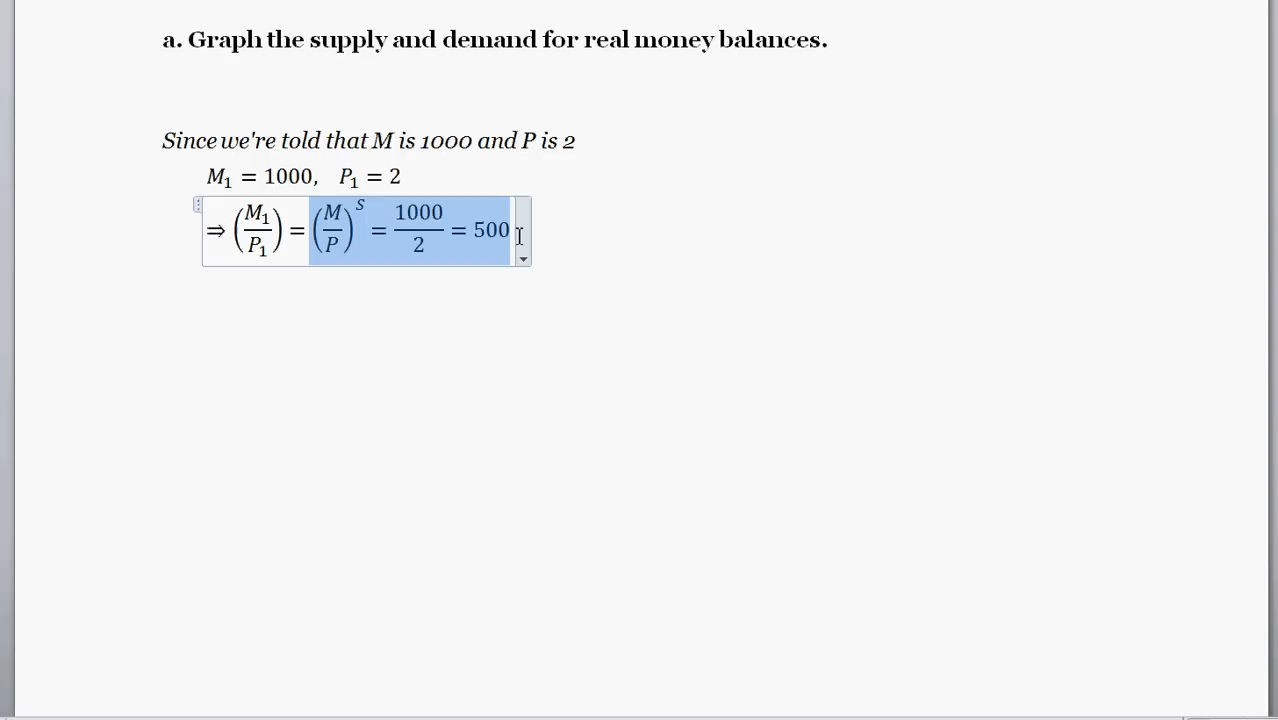 a. Graph the supply and demand for real money balances.
Since we're told that M is 1000 and P is 2
M₁ = 1000, P₁ = 2
⇒ (M₁/P₁) = (M/P)ˢ = 1000/2 = 500